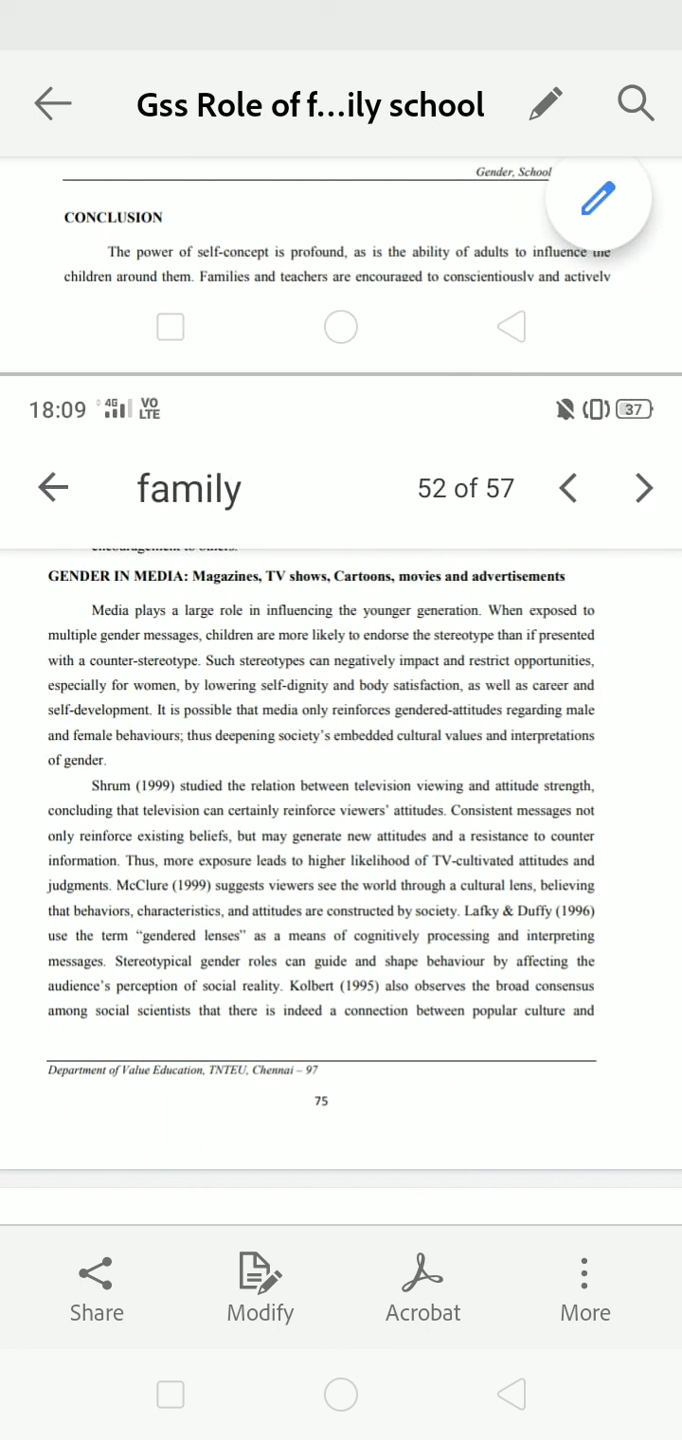 Gss Role of f...ily school
Gender, School
CONCLUSION
The power of self-concept is profound, as is the ability of adults to influence the
children around them. Families and teachers are encouraged to conscientiously and actively
18:09 4G VO LTE 37
family 52 of 57
encouragement to others.
GENDER IN MEDIA: Magazines, TV shows, Cartoons, movies and advertisements
Media plays a large role in influencing the younger generation. When exposed to
multiple gender messages, children are more likely to endorse the stereotype than if presented
with a counter-stereotype. Such stereotypes can negatively impact and restrict opportunities,
especially for women, by lowering self-dignity and body satisfaction, as well as career and
self-development. It is possible that media only reinforces gendered-attitudes regarding male
and female behaviours; thus deepening society's embedded cultural values and interpretations
of gender.
Shrum (1999) studied the relation between television viewing and attitude strength,
concluding that television can certainly reinforce viewers' attitudes. Consistent messages not
only reinforce existing beliefs, but may generate new attitudes and a resistance to counter
information. Thus, more exposure leads to higher likelihood of TV-cultivated attitudes and
judgments. McClure (1999) suggests viewers see the world through a cultural lens, believing
that behaviors, characteristics, and attitudes are constructed by society. Lafky & Duffy (1996)
use the term “gendered lenses” as a means of cognitively processing and interpreting
messages. Stereotypical gender roles can guide and shape behaviour by affecting the
audience's perception of social reality. Kolbert (1995) also observes the broad consensus
among social scientists that there is indeed a connection between popular culture and
Department of Value Education, TNTEU, Chennai – 97
75
Share Modify Acrobat More